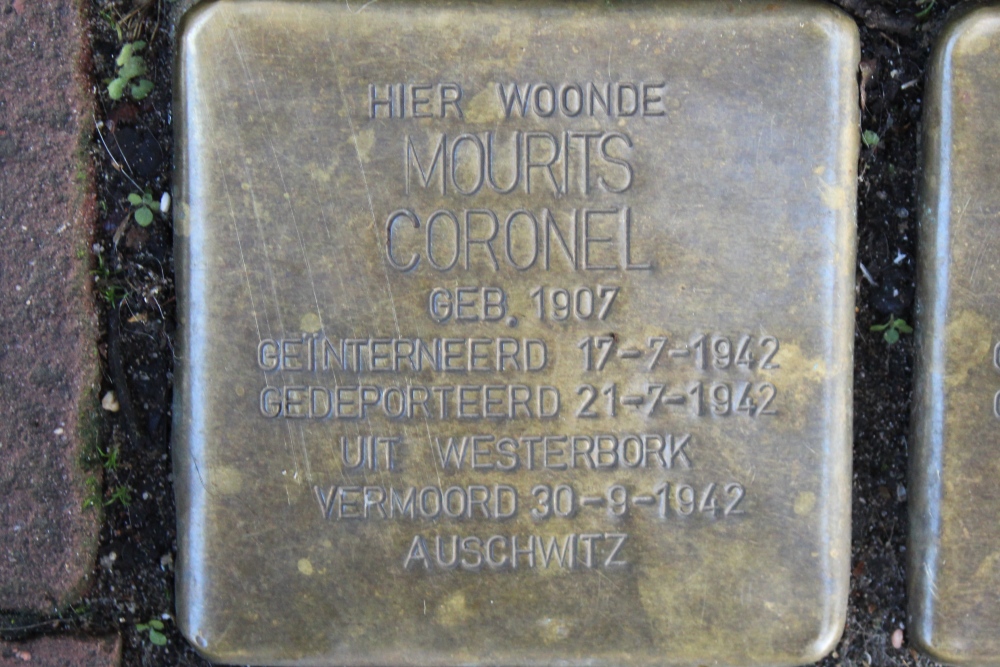 HIER WOONDE
MOURITS
CORONEL
GEB. 1907
GEÏNTERNEERD 17-7-1942
GEDEPORTEERD 21-7-1942
UIT WESTERBORK
VERMOORD 30-9-1942
AUSCHWITZ